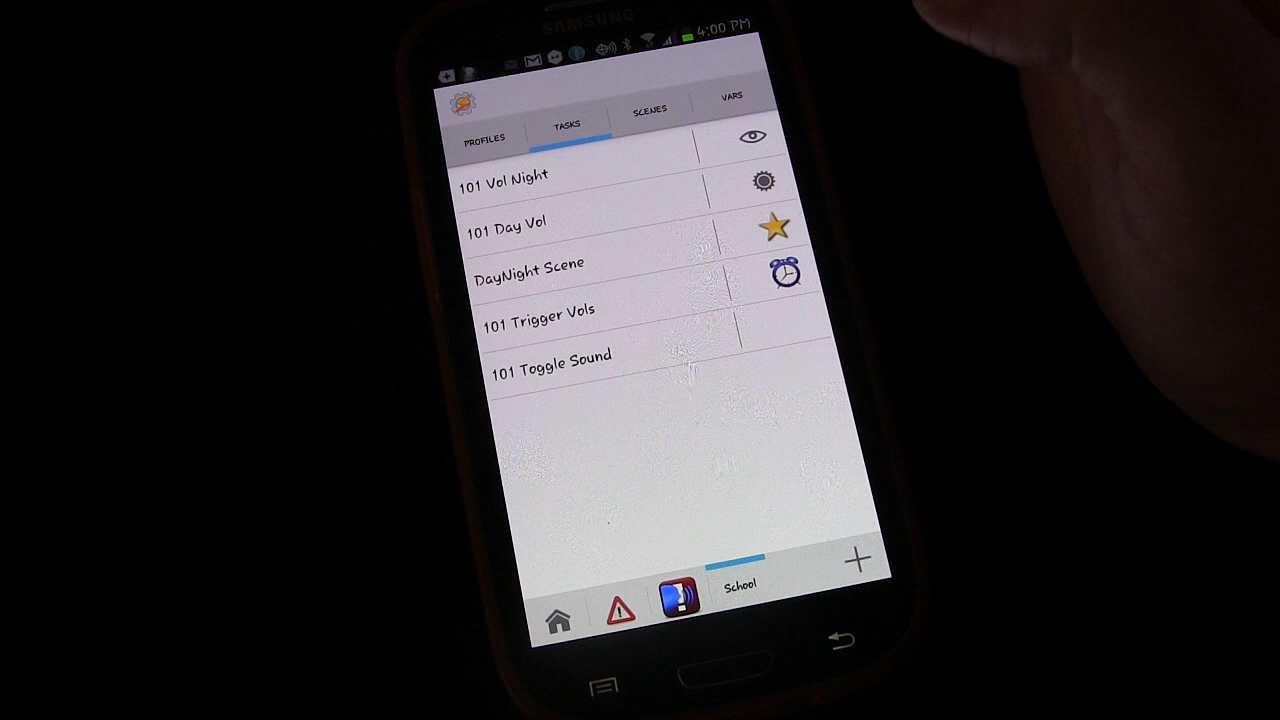 SAMSUNG
4:00 PM
PROFILES TASKS SCENES VARS
101 Vol Night
101 Day Vol
DayNight Scene
101 Trigger Vols
101 Toggle Sound
School